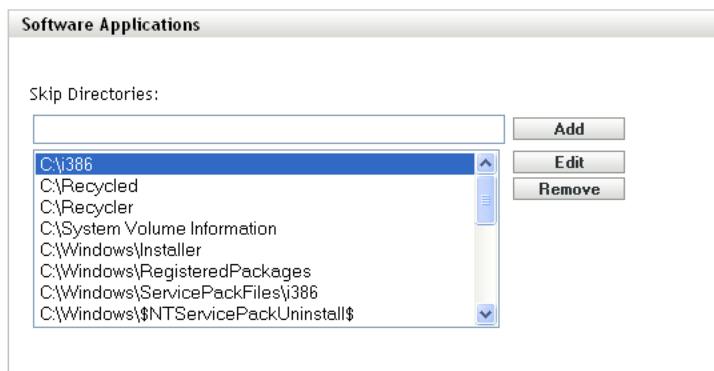 Software Applications
Skip Directories:
Add
C:\i386
Edit
C:\Recycled
Remove
C:\Recycler
C:\System Volume Information
C:\Windows\Installer
C:\Windows\RegisteredPackages
C:\Windows\ServicePackFiles\i386
C:\Windows\$NTServicePackUninstall$